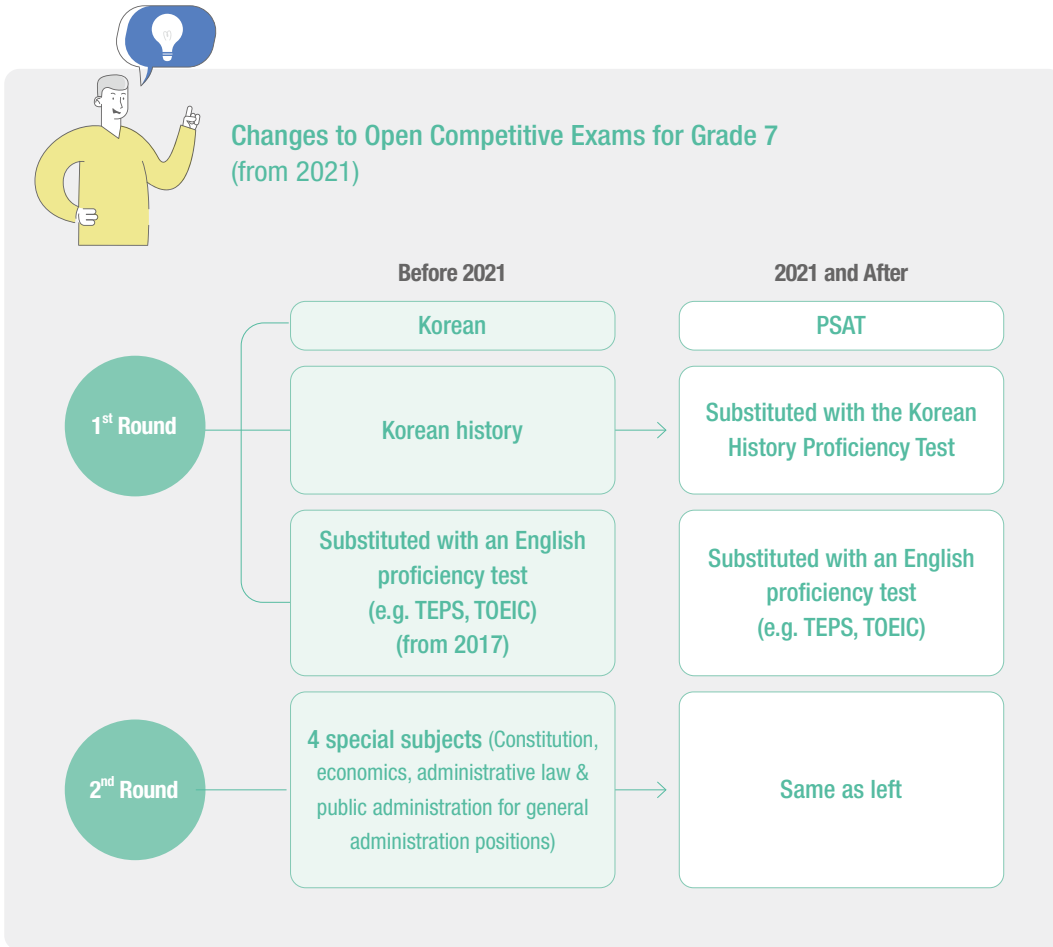 Changes to Open Competitive Exams for Grade 7
(from 2021)
Before 2021
2021 and After
1st Round
Korean
PSAT
Korean history
Substituted with the Korean
History Proficiency Test
Substituted with an English
proficiency test
(e.g. TEPS, TOEIC)
(from 2017)
Substituted with an English
proficiency test
(e.g. TEPS, TOEIC)
2nd Round
4 special subjects (Constitution,
economics, administrative law &
public administration for general
administration positions)
Same as left